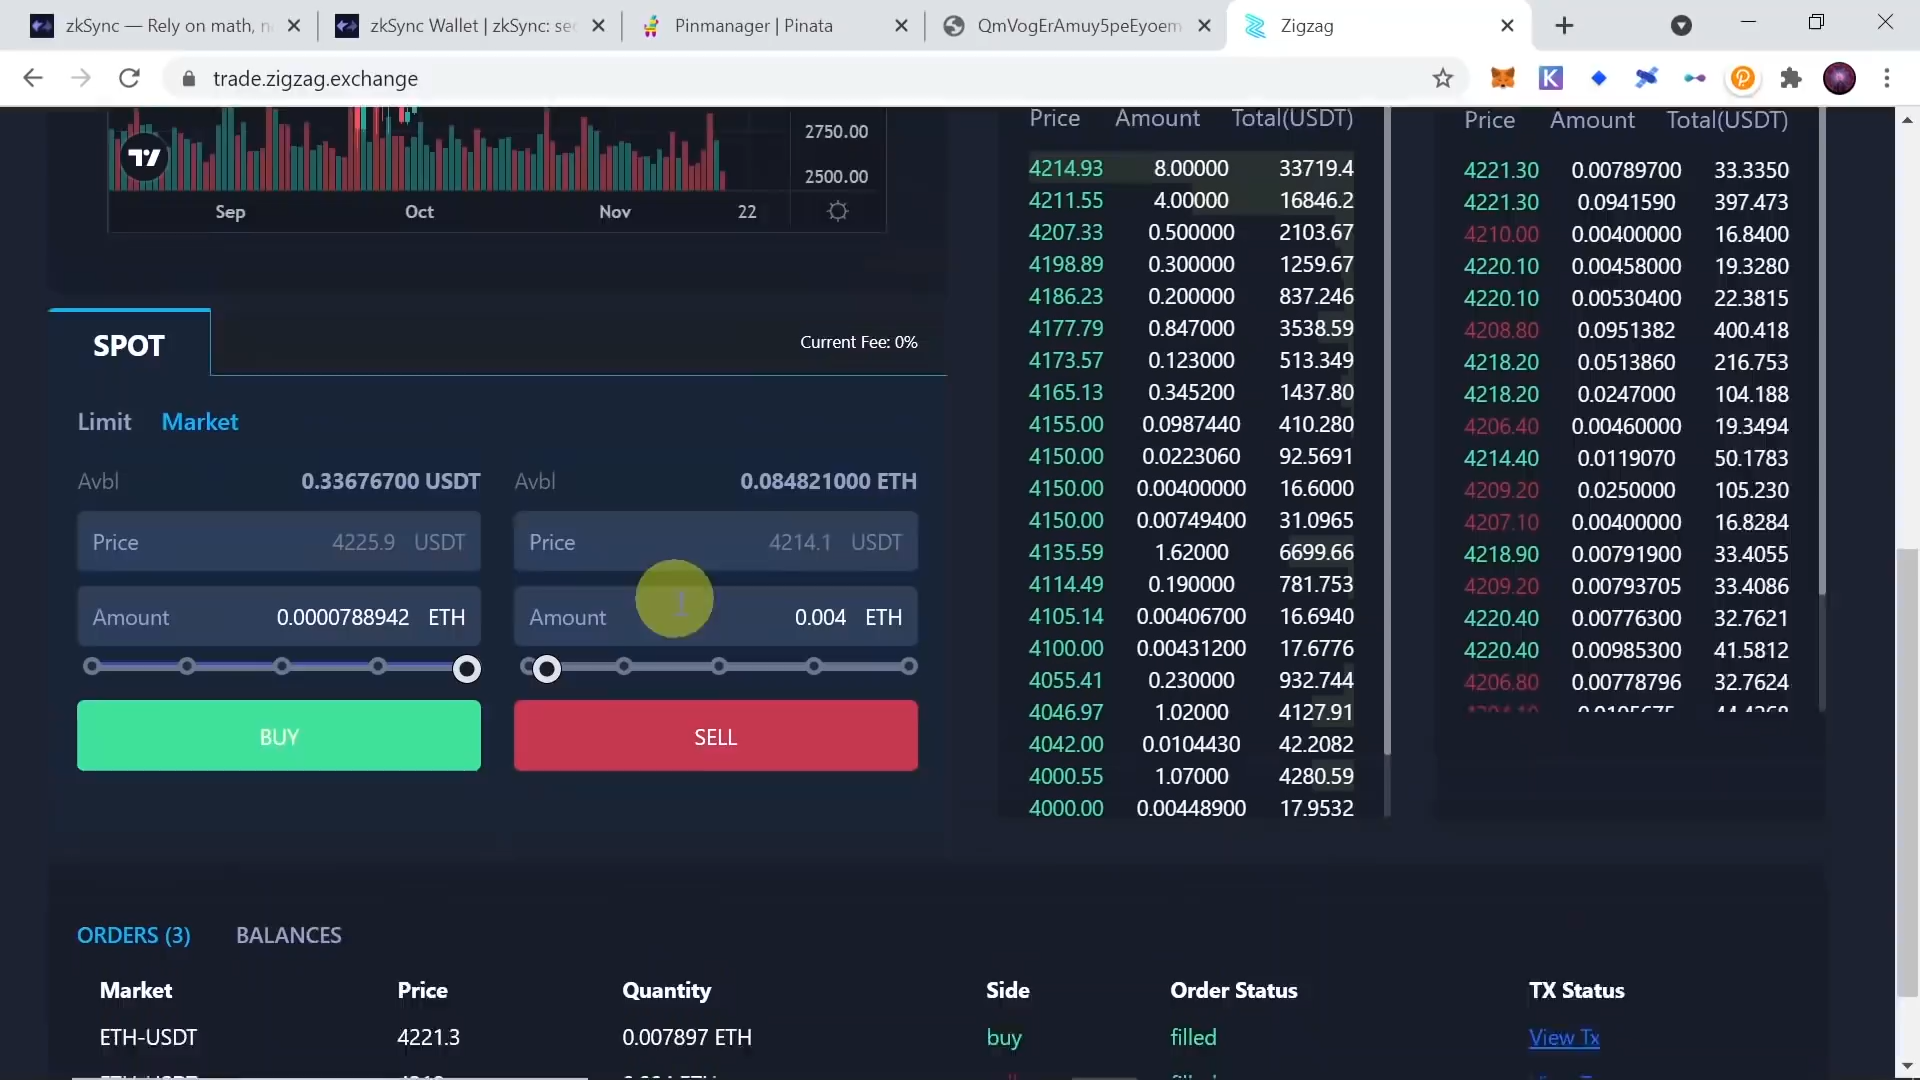 zkSync — Rely on math, n
zkSync Wallet | zkSync: sec
Pinmanager | Pinata
QmVogErAmuy5peEyoem
Zigzag
trade.zigzag.exchange
2750.00
2500.00
Sep Oct Nov 22
SPOT
Current Fee: 0%
Limit Market
Avbl 0.33676700 USDT
Price 4225.9 USDT
Amount 0.0000788942 ETH
BUY
Avbl 0.084821000 ETH
Price 4214.1 USDT
Amount 0.004 ETH
SELL
Price Amount Total(USDT)
4214.93 8.00000 33719.4
4211.55 4.00000 16846.2
4207.33 0.500000 2103.67
4198.89 0.300000 1259.67
4186.23 0.200000 837.246
4177.79 0.847000 3538.59
4173.57 0.123000 513.349
4165.13 0.345200 1437.80
4155.00 0.0987440 410.280
4150.00 0.0223060 92.5691
4150.00 0.00400000 16.6000
4150.00 0.00749400 31.0965
4135.59 1.62000 6699.66
4114.49 0.190000 781.753
4105.14 0.00406700 16.6940
4100.00 0.00431200 17.6776
4055.41 0.230000 932.744
4046.97 1.02000 4127.91
4042.00 0.0104430 42.2082
4000.55 1.07000 4280.59
4000.00 0.00448900 17.9532
Price Amount Total(USDT)
4221.30 0.00789700 33.3350
4221.30 0.0941590 397.473
4210.00 0.00400000 16.8400
4220.10 0.00458000 19.3280
4220.10 0.00530400 22.3815
4208.80 0.0951382 400.418
4218.20 0.0513860 216.753
4218.20 0.0247000 104.188
4206.40 0.00460000 19.3494
4214.40 0.0119070 50.1783
4209.20 0.0250000 105.230
4207.10 0.00400000 16.8284
4218.90 0.00791900 33.4055
4209.20 0.00793705 33.4086
4220.40 0.00776300 32.7621
4220.40 0.00985300 41.5812
4206.80 0.00778796 32.7624
ORDERS (3) BALANCES
Market Price Quantity Side Order Status TX Status
ETH-USDT 4221.3 0.007897 ETH buy filled View Tx